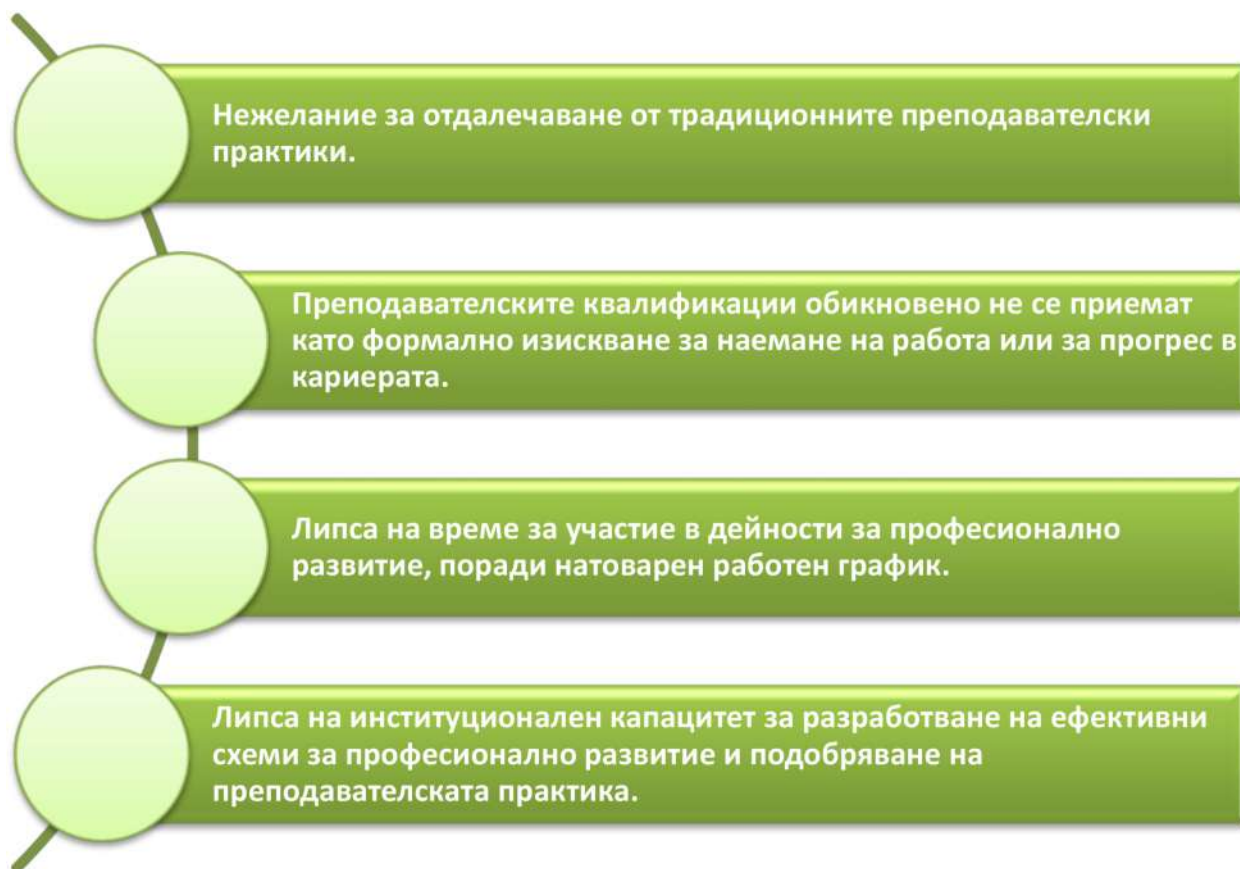 Нежелание за отдалечаване от традиционните преподавателски
практики.
Преподавателските квалификации обикновено не се приемат
като формално изискване за наемане на работа или за прогрес в
кариерата.
Липса на време за участие в дейности за професионално
развитие, поради натоварен работен график.
Липса на институционален капацитет за разработване на ефективни
схеми за професионално развитие и подобряване на
преподавателската практика.